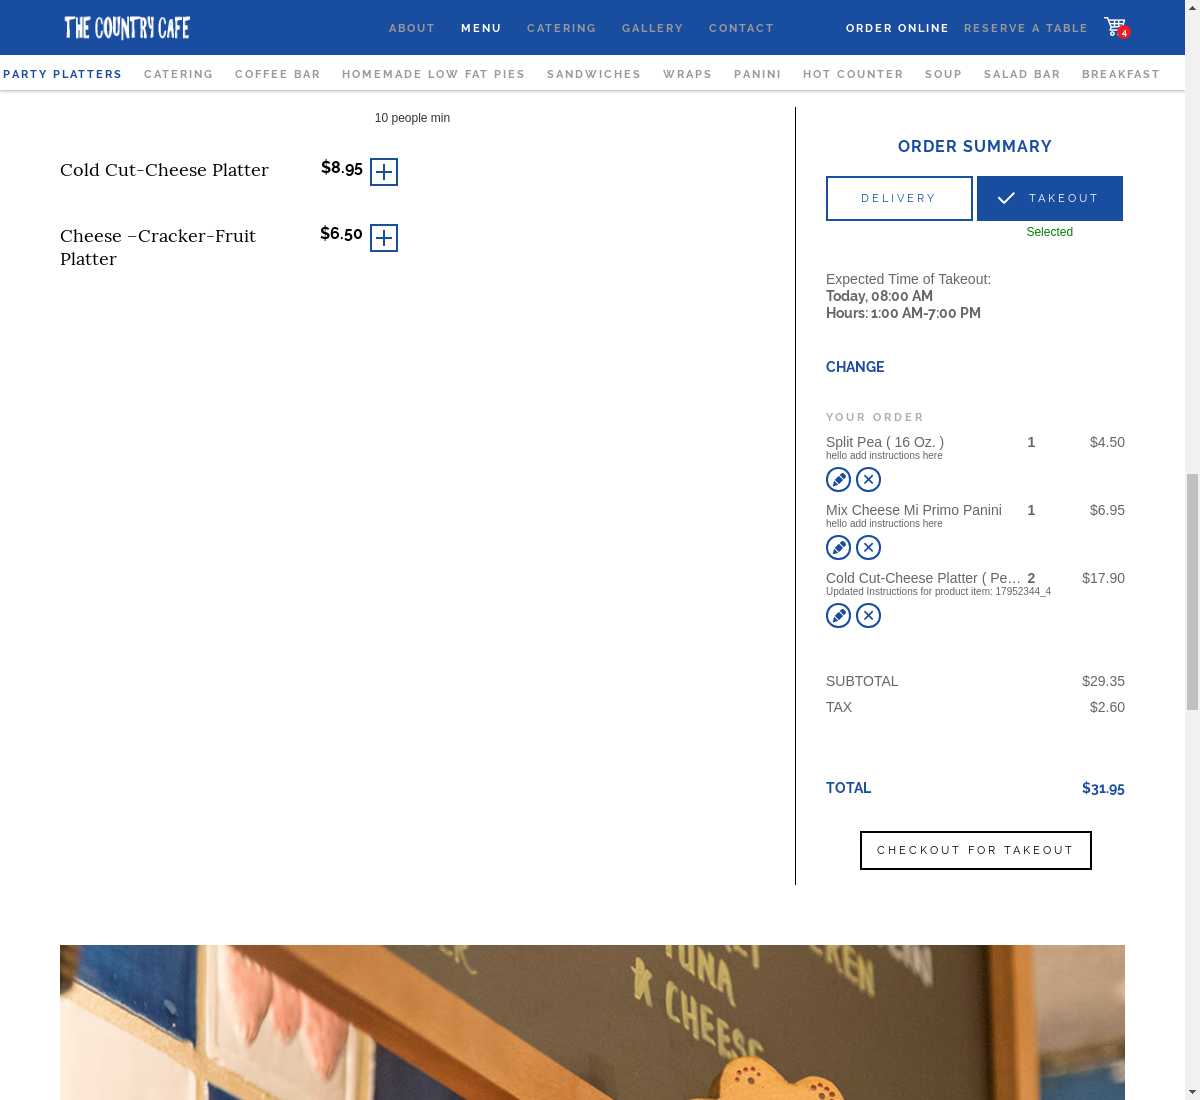 THE COUNTRY CAFE
ABOUT MENU CATERING GALLERY CONTACT ORDER ONLINE RESERVE A TABLE 4
PARTY PLATTERS CATERING COFFEE BAR HOMEMADE LOW FAT PIES SANDWICHES WRAPS PANINI HOT COUNTER SOUP SALAD BAR BREAKFAST
10 people min
Cold Cut-Cheese Platter $8.95
Cheese –Cracker-Fruit $6.50
Platter
ORDER SUMMARY
DELIVERY TAKEOUT
Selected
Expected Time of Takeout:
Today, 08:00 AM
Hours: 1:00 AM-7:00 PM
CHANGE
YOUR ORDER
Split Pea ( 16 Oz. ) 1 $4.50
hello add instructions here
Mix Cheese Mi Primo Panini 1 $6.95
hello add instructions here
Cold Cut-Cheese Platter ( Pe… 2 $17.90
Updated Instructions for product item: 17952344_4
SUBTOTAL $29.35
TAX $2.60
TOTAL $31.95
CHECKOUT FOR TAKEOUT
TUNA
CHEESE